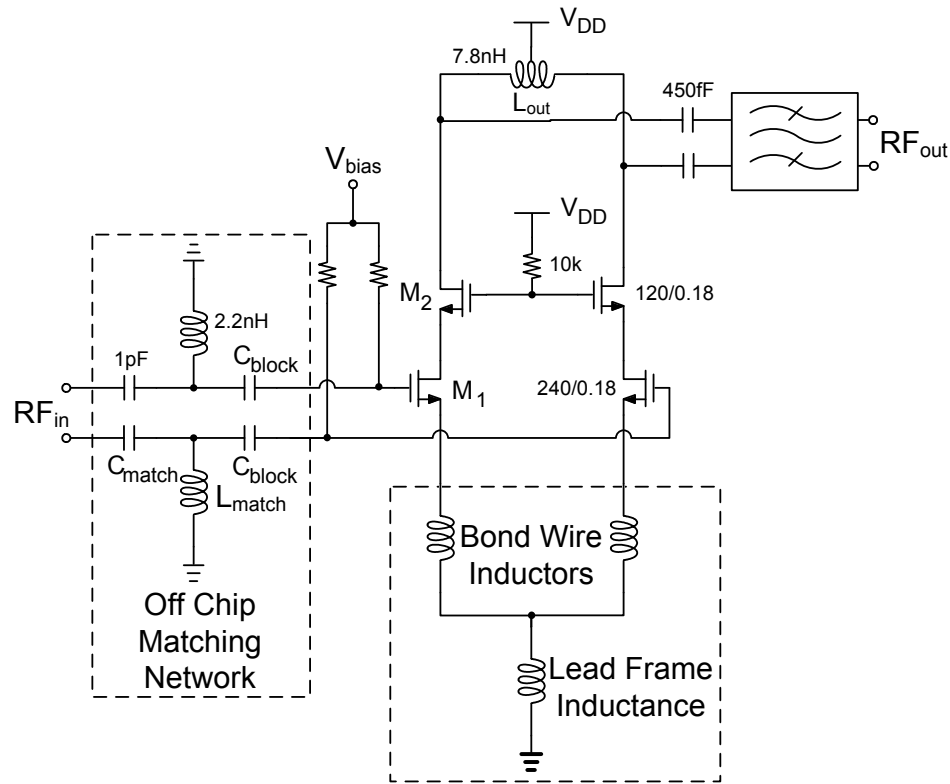 V_DD
7.8nH
L_out
450fF
RF_out
V_bias
V_DD
10k
M_2
120/0.18
2.2nH
1pF
C_block
RF_in
M_1
240/0.18
C_match
C_block
L_match
Off Chip
Matching
Network
Bond Wire
Inductors
Lead Frame
Inductance